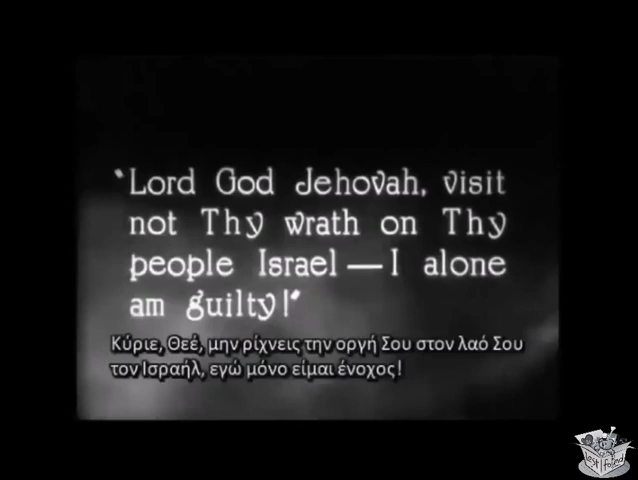 “Lord God Jehovah, visit
not Thy wrath on Thy
people Israel — I alone
am guilty!”
Κύριε, Θεέ, μην ρίχνεις την οργή Σου στον λαό Σου
τον Ισραήλ, εγώ μόνο είμαι ένοχος!